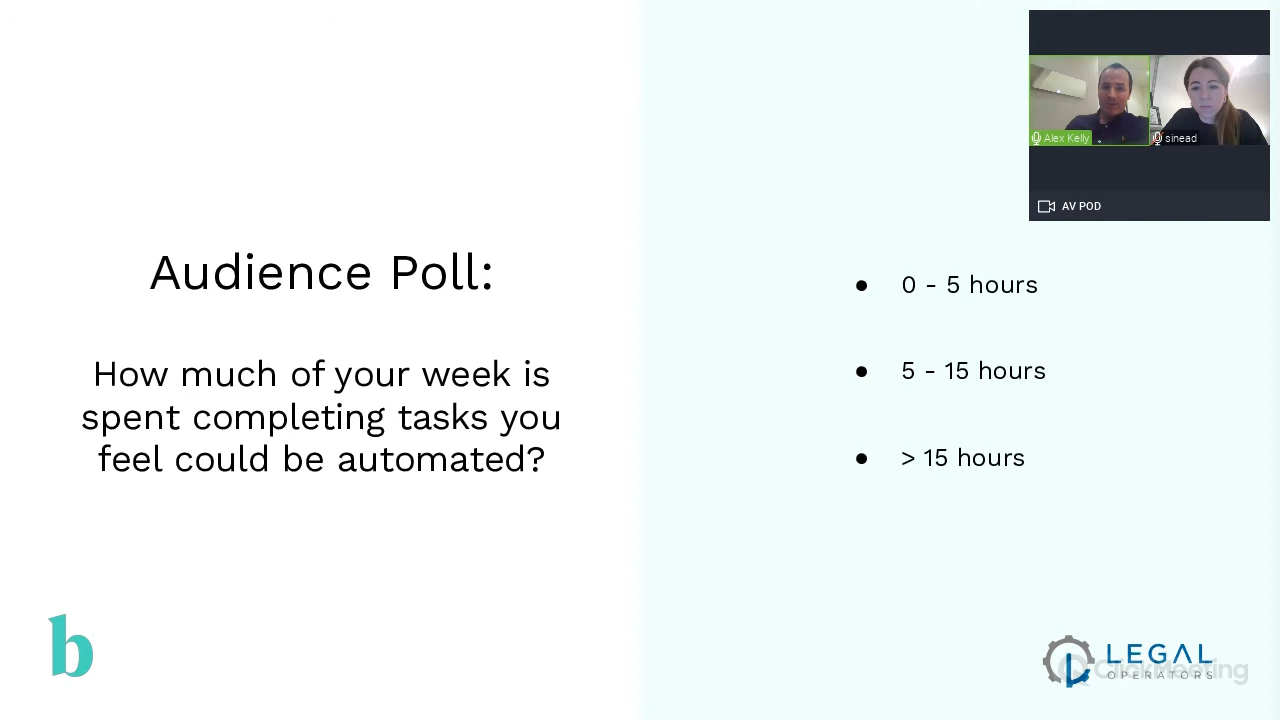 Audience Poll:
How much of your week is
spent completing tasks you
feel could be automated?
● 0 - 5 hours
● 5 - 15 hours
● > 15 hours
Alex Kelly
sinead
AV POD
b
LEGAL
OPERATORS
ClickMeeting